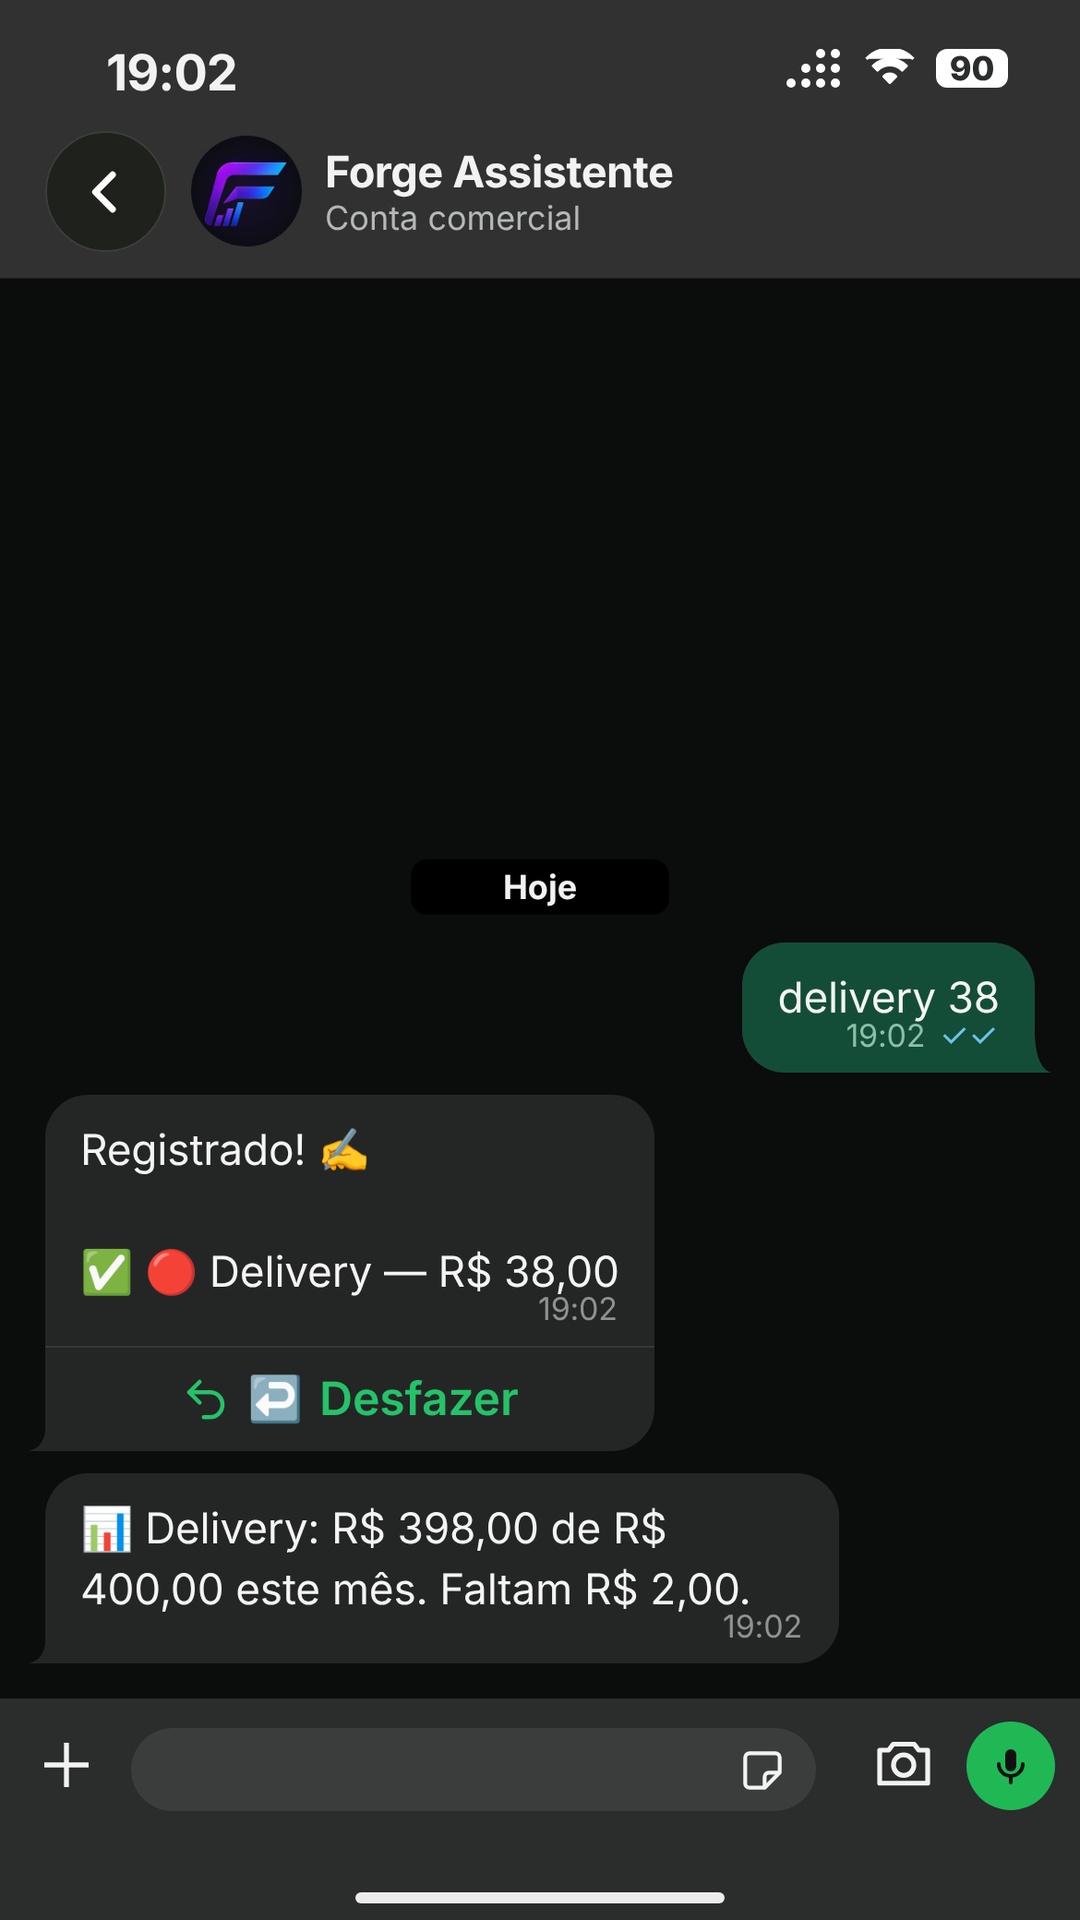 19:02
90
Forge Assistente
Conta comercial
Hoje
delivery 38
19:02
Registrado! ✍️
✅ 🔴 Delivery — R$ 38,00
19:02
↩️ Desfazer
📊 Delivery: R$ 398,00 de R$
400,00 este mês. Faltam R$ 2,00.
19:02